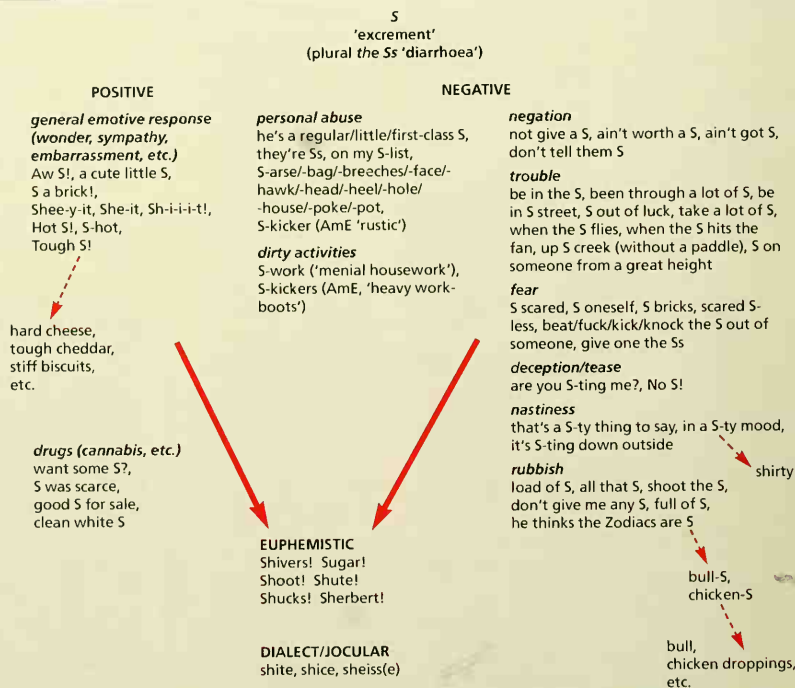 S
'excrement'
(plural the Ss 'diarrhoea')
POSITIVE
general emotive response
(wonder, sympathy,
embarrassment, etc.)
Aw S!, a cute little S,
S a brick!,
Shee-y-it, She-it, Sh-i-i-i-t!,
Hot S!, S-hot,
Tough S!
hard cheese,
tough cheddar,
stiff biscuits,
etc.
drugs (cannabis, etc.)
want some S?,
S was scarce,
good S for sale,
clean white S
NEGATIVE
personal abuse
he's a regular/little/first-class S,
they're Ss, on my S-list,
S-arse/-bag/-breeches/-face/-
hawk/-head/-heel/-hole/
-house/-poke/-pot,
S-kicker (AmE 'rustic')
dirty activities
S-work ('menial housework'),
S-kickers (AmE, 'heavy work-
boots')
negation
not give a S, ain't worth a S, ain't got S,
don't tell them S
trouble
be in the S, been through a lot of S, be
in S street, S out of luck, take a lot of S,
when the S flies, when the S hits the
fan, up S creek (without a paddle), S on
someone from a great height
fear
S scared, S oneself, S bricks, scared S-
less, beat/fuck/kick/knock the S out of
someone, give one the Ss
deception/tease
are you S-ting me?, No S!
nastiness
that's a S-ty thing to say, in a S-ty mood,
it's S-ting down outside
shirty
rubbish
load of S, all that S, shoot the S,
don't give me any S, full of S,
he thinks the Zodiacs are S
bull-S,
chicken-S
bull,
chicken droppings,
etc.
EUPHEMISTIC
Shivers! Sugar!
Shoot! Shute!
Shucks! Sherbert!
DIALECT/JOCULAR
shite, shice, sheiss(e)